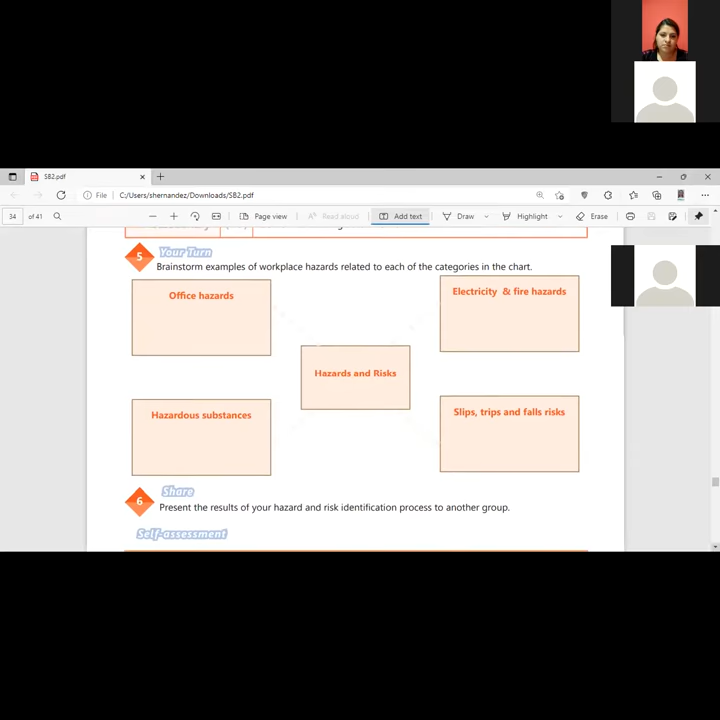 SB2.pdf
File
C:/Users/shernandez/Downloads/SB2.pdf
34 of 41
Page view
Read aloud
Add text
Draw
Highlight
Erase
5 Your Turn
Brainstorm examples of workplace hazards related to each of the categories in the chart.
Office hazards
Electricity & fire hazards
Hazards and Risks
Hazardous substances
Slips, trips and falls risks
6 Share
Present the results of your hazard and risk identification process to another group.
Self-assessment